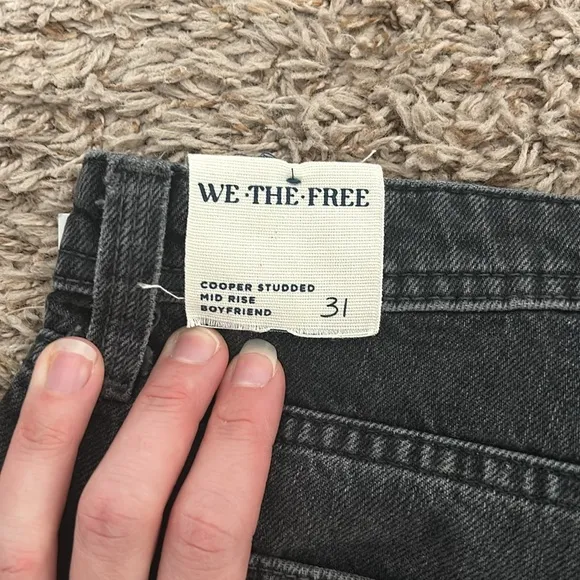 WE·THE·FREE
COOPER STUDDED
MID RISE
BOYFRIEND 31